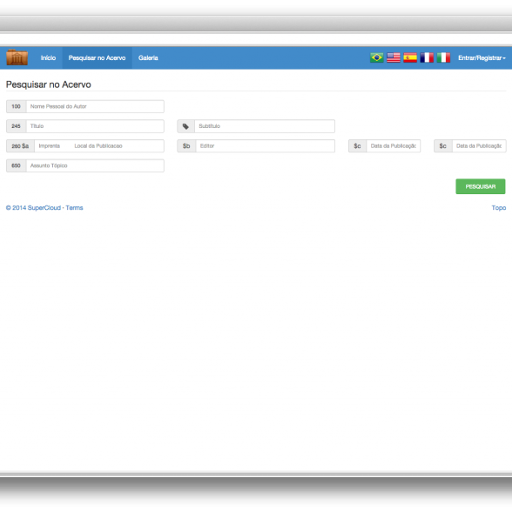 Início Pesquisar no Acervo Galeria Entrar/Registrar
Pesquisar no Acervo
100 Nome Pessoal do Autor
245 Título Subtítulo
260 $a Imprenta Local da Publicacao $b Editor $c Data da Publicação $c Data da Publicação
650 Assunto Tópico
PESQUISAR
© 2014 SuperCloud · Terms Topo